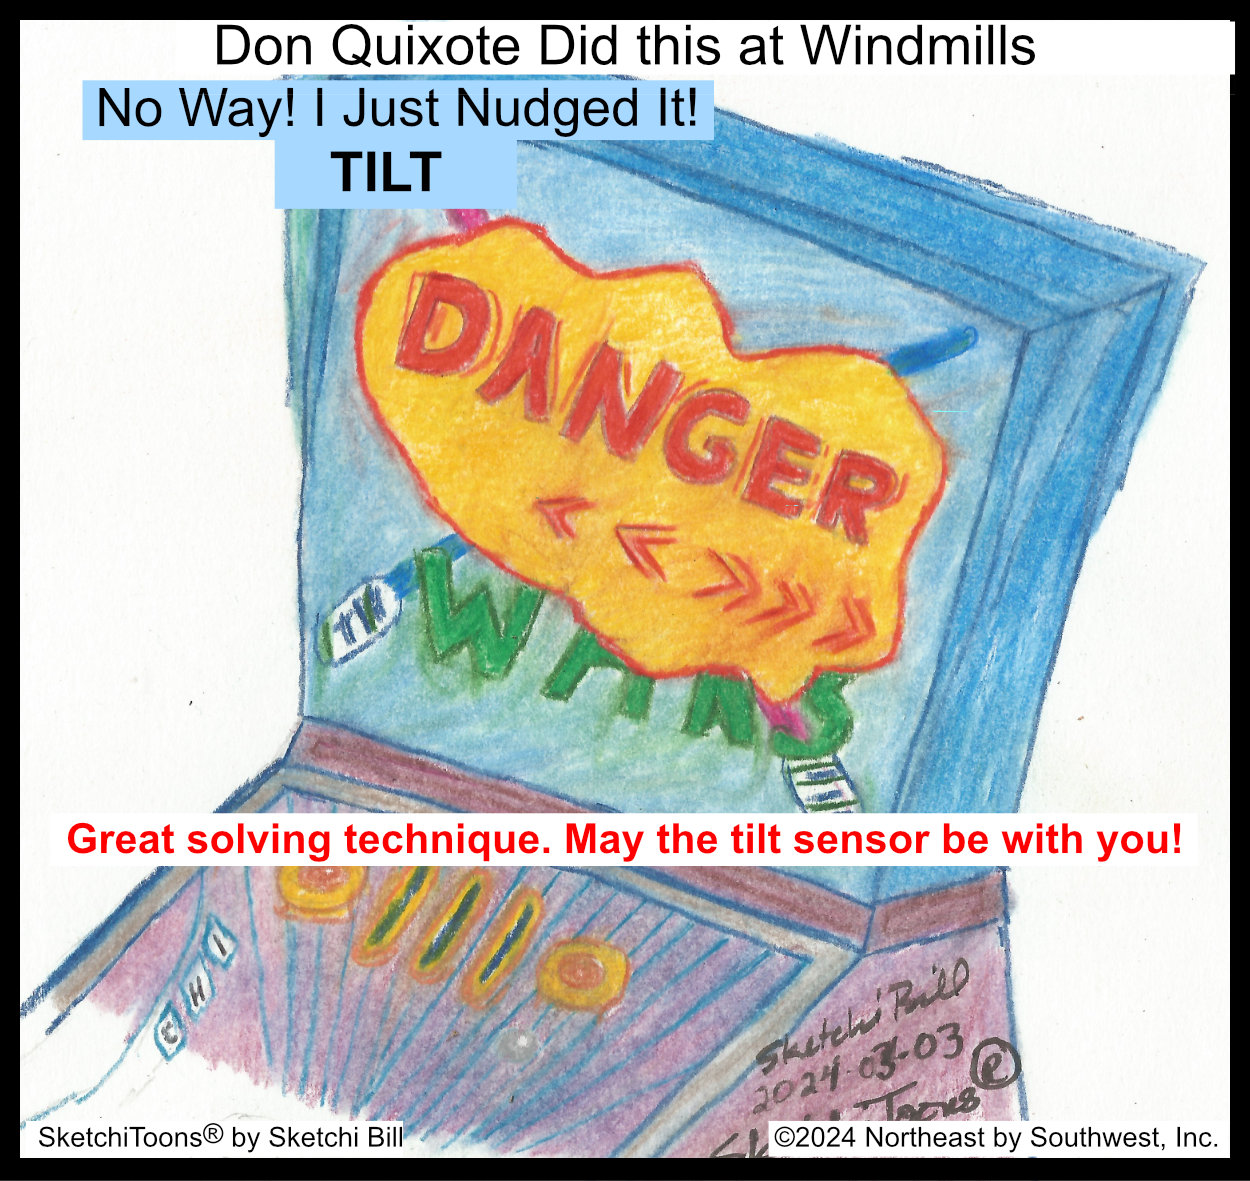 Don Quixote Did this at Windmills
No Way! I Just Nudged It!
TILT
DANGER
< << >> >>> >>
Great solving technique. May the tilt sensor be with you!
C H I
Sketchi Bill
2024-03-03
®
Toons
SketchiToons® by Sketchi Bill
©2024 Northeast by Southwest, Inc.